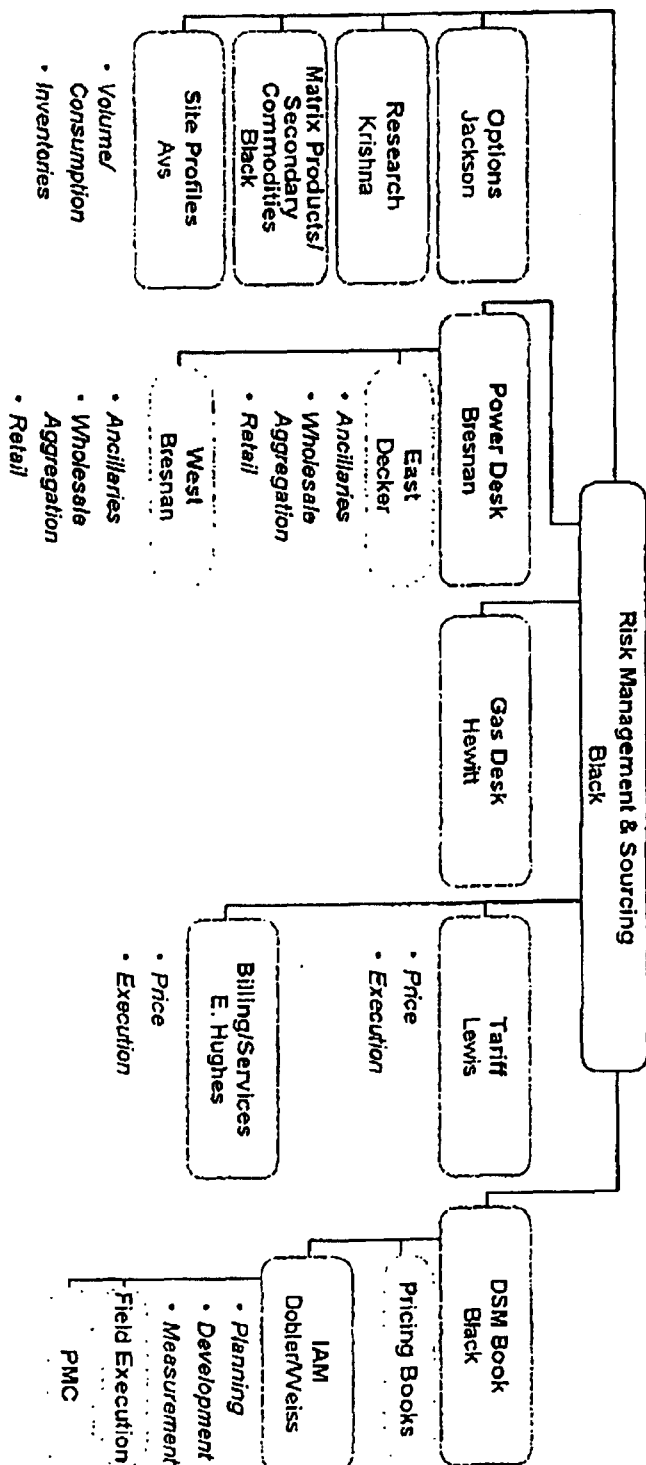 Risk Management & Sourcing
Black
Options
Jackson
Research
Krishna
Matrix Products/
Secondary
Commodities
Black
Site Profiles
Avs
• Volume/
Consumption
• Inventories
Power Desk
Bresnan
East
Decker
• Ancillaries
• Wholesale
Aggregation
• Retail
West
Bresnan
• Ancillaries
• Wholesale
Aggregation
• Retail
Gas Desk
Hewitt
Tariff
Lewis
• Price
• Execution
Billing/Services
E. Hughes
• Price
• Execution
DSM Book
Black
Pricing Books
IAM
Dobler/Weiss
• Planning
• Development
• Measurement
Field Execution
PMC